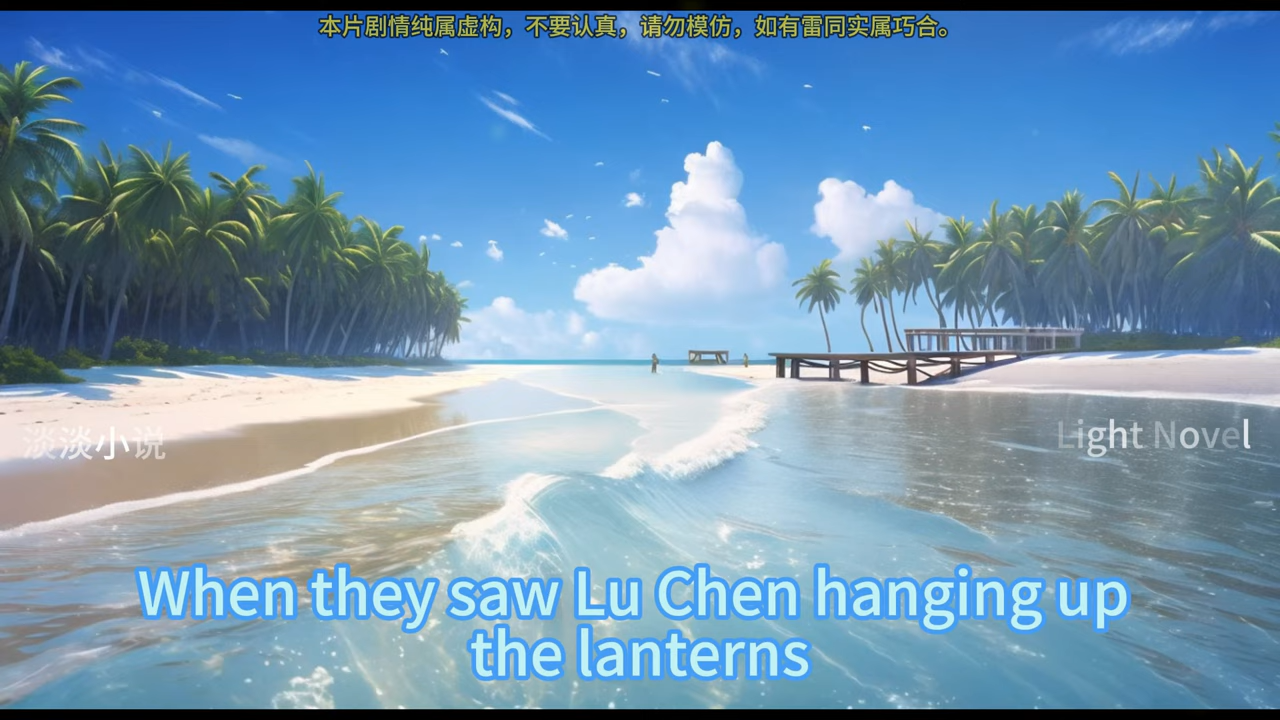 本片剧情纯属虚构，不要认真，请勿模仿，如有雷同实属巧合。
淡淡小说
Light Novel
When they saw Lu Chen hanging up
the lanterns